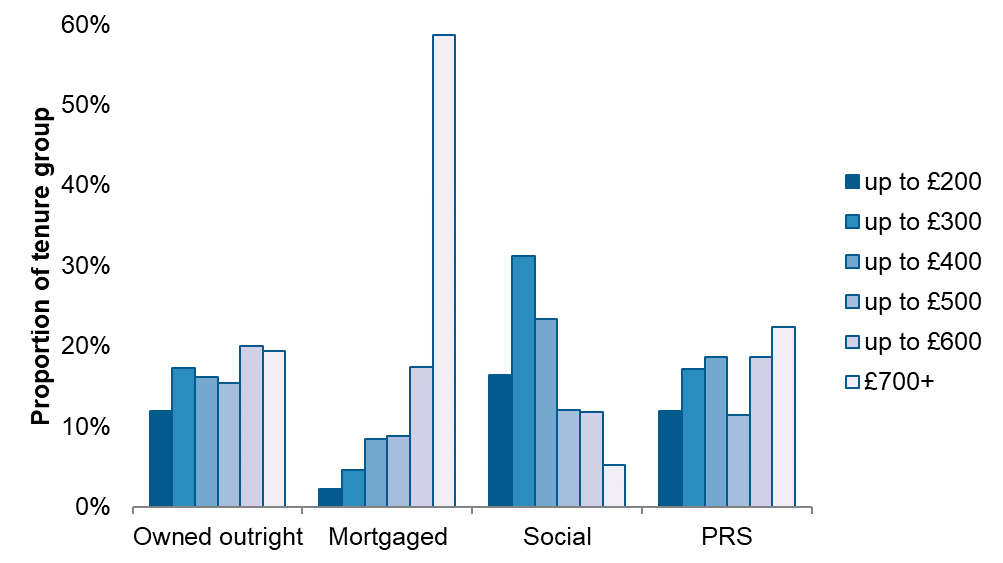 Proportion of tenure group
60%
50%
40%
30%
20%
10%
0%
Owned outright
Mortgaged
Social
PRS
up to £200
up to £300
up to £400
up to £500
up to £600
£700+